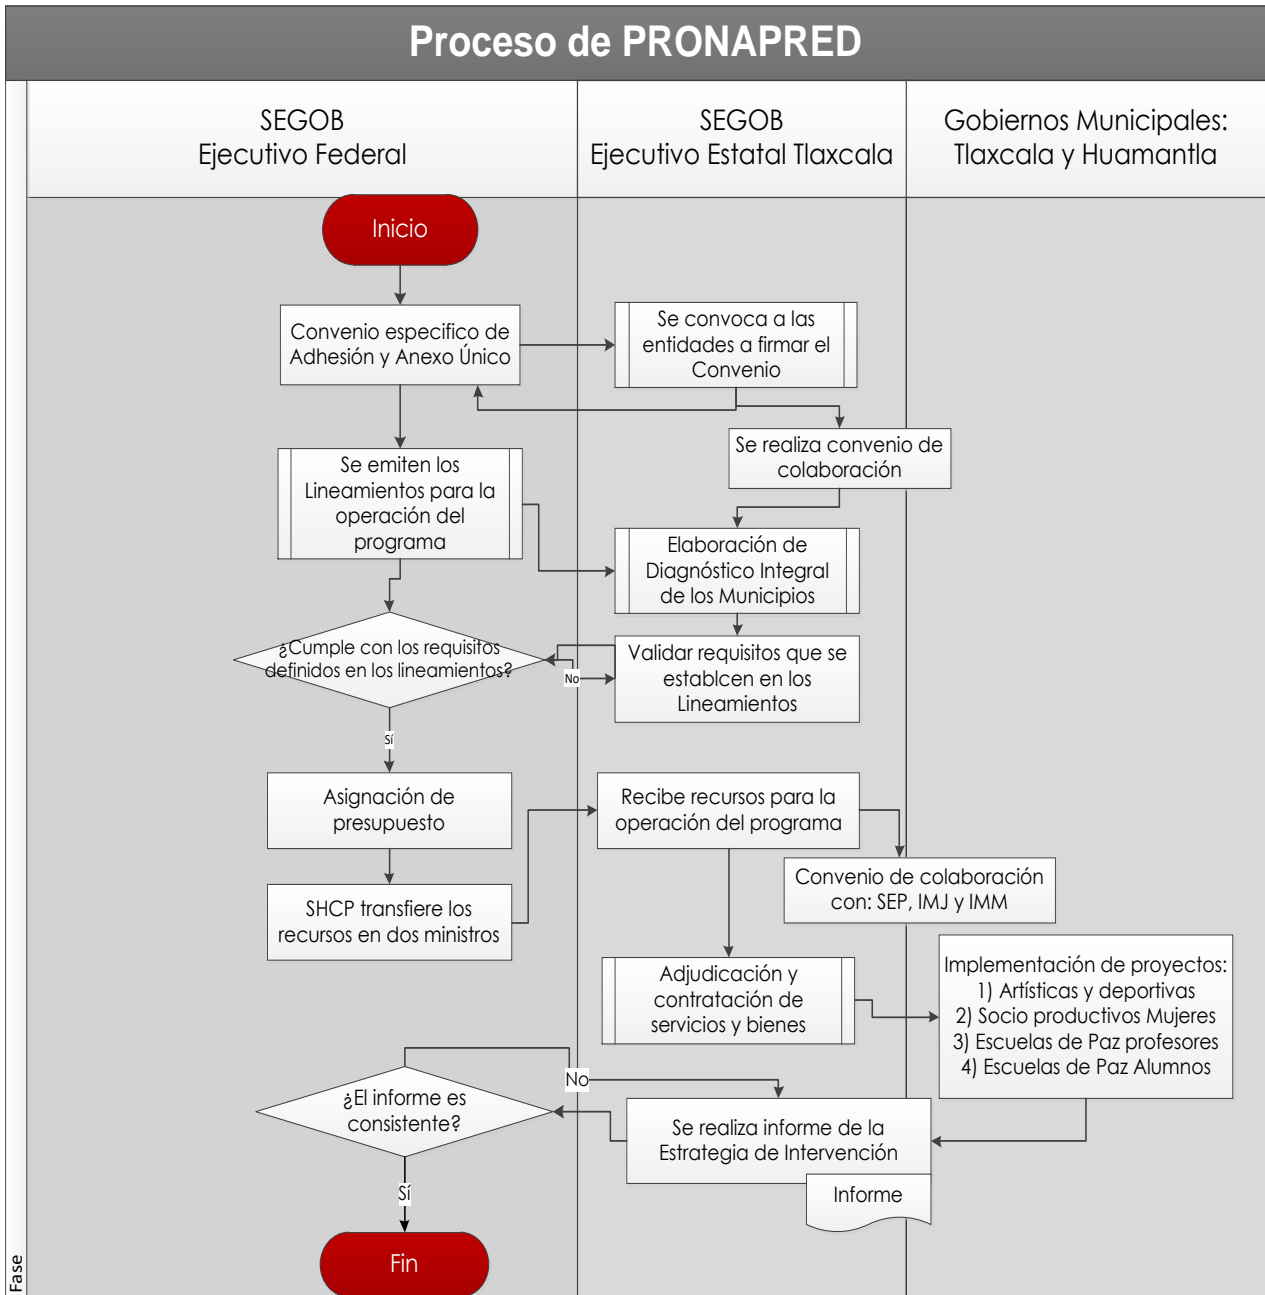 Proceso de PRONAPRED
SEGOB
Ejecutivo Federal
SEGOB
Ejecutivo Estatal Tlaxcala
Gobiernos Municipales:
Tlaxcala y Huamantla
Inicio
Convenio especifico de
Adhesión y Anexo Único
Se convoca a las
entidades a firmar el
Convenio
Se realiza convenio de
colaboración
Se emiten los
Lineamientos para la
operación del
programa
Elaboración de
Diagnóstico Integral
de los Municipios
¿Cumple con los requisitos
definidos en los lineamientos?
No
Validar requisitos que se
establcen en los
Lineamientos
Sí
Asignación de
presupuesto
Recibe recursos para la
operación del programa
Convenio de colaboración
con: SEP, IMJ y IMM
SHCP transfiere los
recursos en dos ministros
Adjudicación y
contratación de
servicios y bienes
Implementación de proyectos:
1) Artísticas y deportivas
2) Socio productivos Mujeres
3) Escuelas de Paz profesores
4) Escuelas de Paz Alumnos
No
¿El informe es
consistente?
Se realiza informe de la
Estrategia de Intervención
Informe
Sí
Fin
Fase